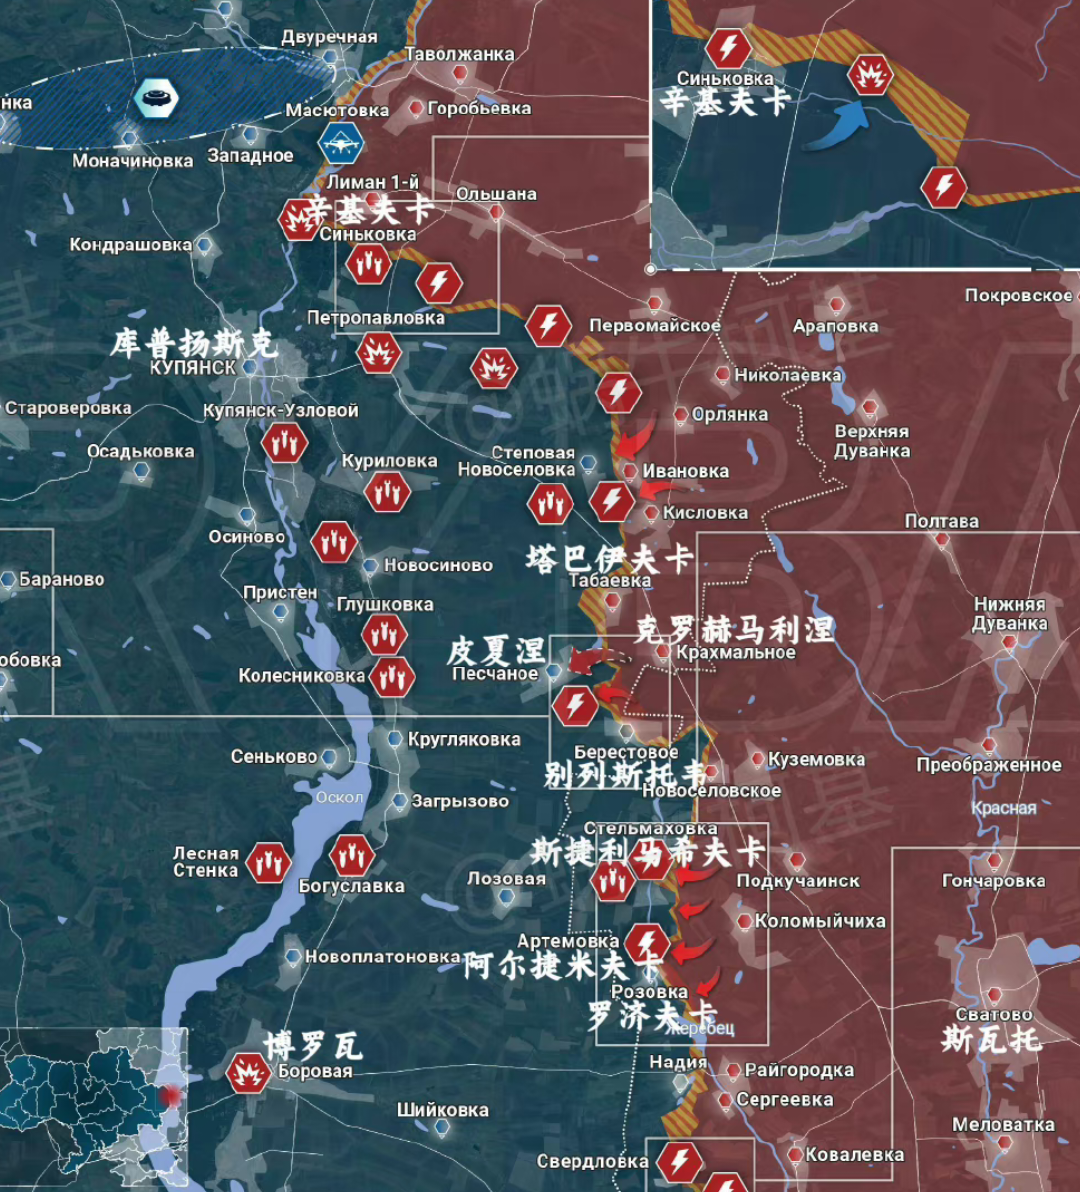 Двуречная
Таволжанка
Синьковка
辛基夫卡
нка
Масютовка
Горобьевка
Моначиновка
Западное
Лиман 1-й
Ольшана
辛基夫卡
Синьковка
Кондрашовка
Покровское
Петропавловка
Первомайское
Араповка
库普扬斯克
КУПЯНСК
Николаевка
Староверовка
Купянск-Узловой
Орлянка
Верхняя
Дуванка
Осадьковка
Куриловка
Степовая
Новоселовка
Ивановка
Кисловка
Полтава
Осиново
塔巴伊夫卡
Табаевка
Бараново
Новосиново
Пристен
Глушковка
Нижняя
Дуванка
克罗赫马利涅
Крахмальное
皮夏涅
Песчаное
обовка
Колесниковка
Кругляковка
Сеньково
Берестовое
别列斯托韦
Куземовка
Преображенное
Новоселовское
Оскол
Загрызово
Красная
Стельмаховка
斯捷利马希夫卡
Лесная
Стенка
Богуславка
Лозовая
Подкучаинск
Гончаровка
Коломыйчиха
Артемовка
阿尔捷米夫卡
Новоплатоновка
Розовка
罗济夫卡
Жеребец
Сватово
斯瓦托
博罗瓦
Боровая
Надия
Райгородка
Сергеевка
Шийковка
Меловатка
Свердловка
Ковалевка